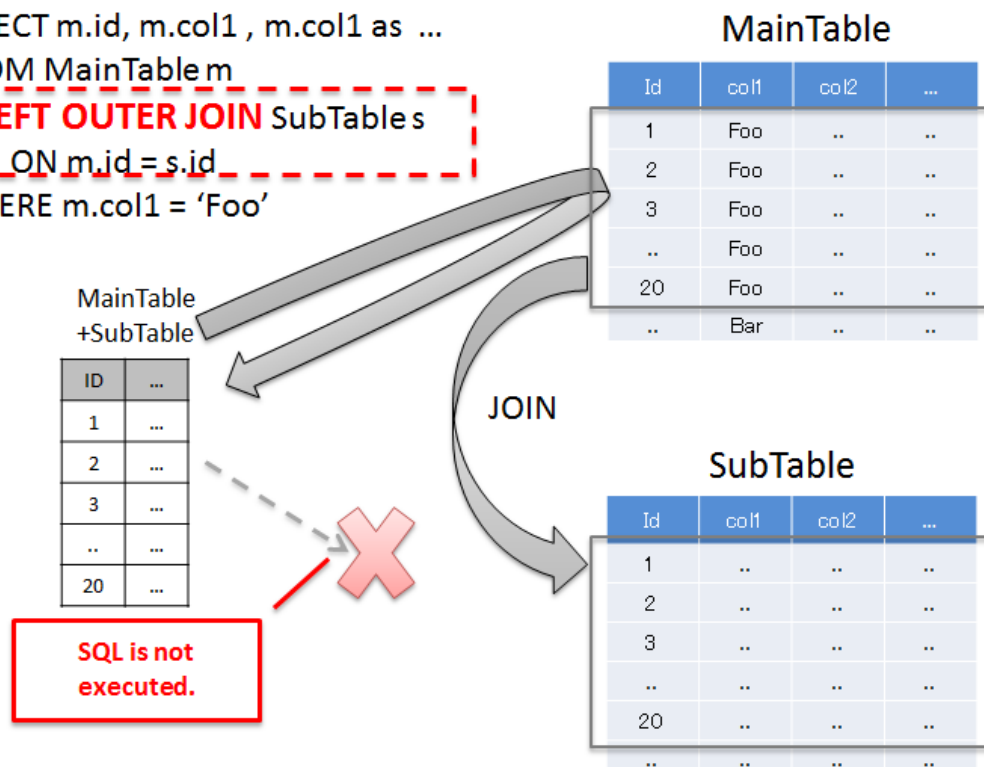 ECT m.id, m.col1 , m.col1 as ...
OM MainTable m
EFT OUTER JOIN SubTable s
ON m.id = s.id
ERE m.col1 = ‘Foo’
MainTable
Id col1 col2 ...
1 Foo .. ..
2 Foo .. ..
3 Foo .. ..
.. Foo .. ..
20 Foo .. ..
.. Bar .. ..
MainTable
+SubTable
ID ...
1 ...
2 ...
3 ...
.. ...
20 ...
JOIN
SQL is not
executed.
SubTable
Id col1 col2 ...
1 .. .. ..
2 .. .. ..
3 .. .. ..
.. .. .. ..
20 .. .. ..
.. .. .. ..